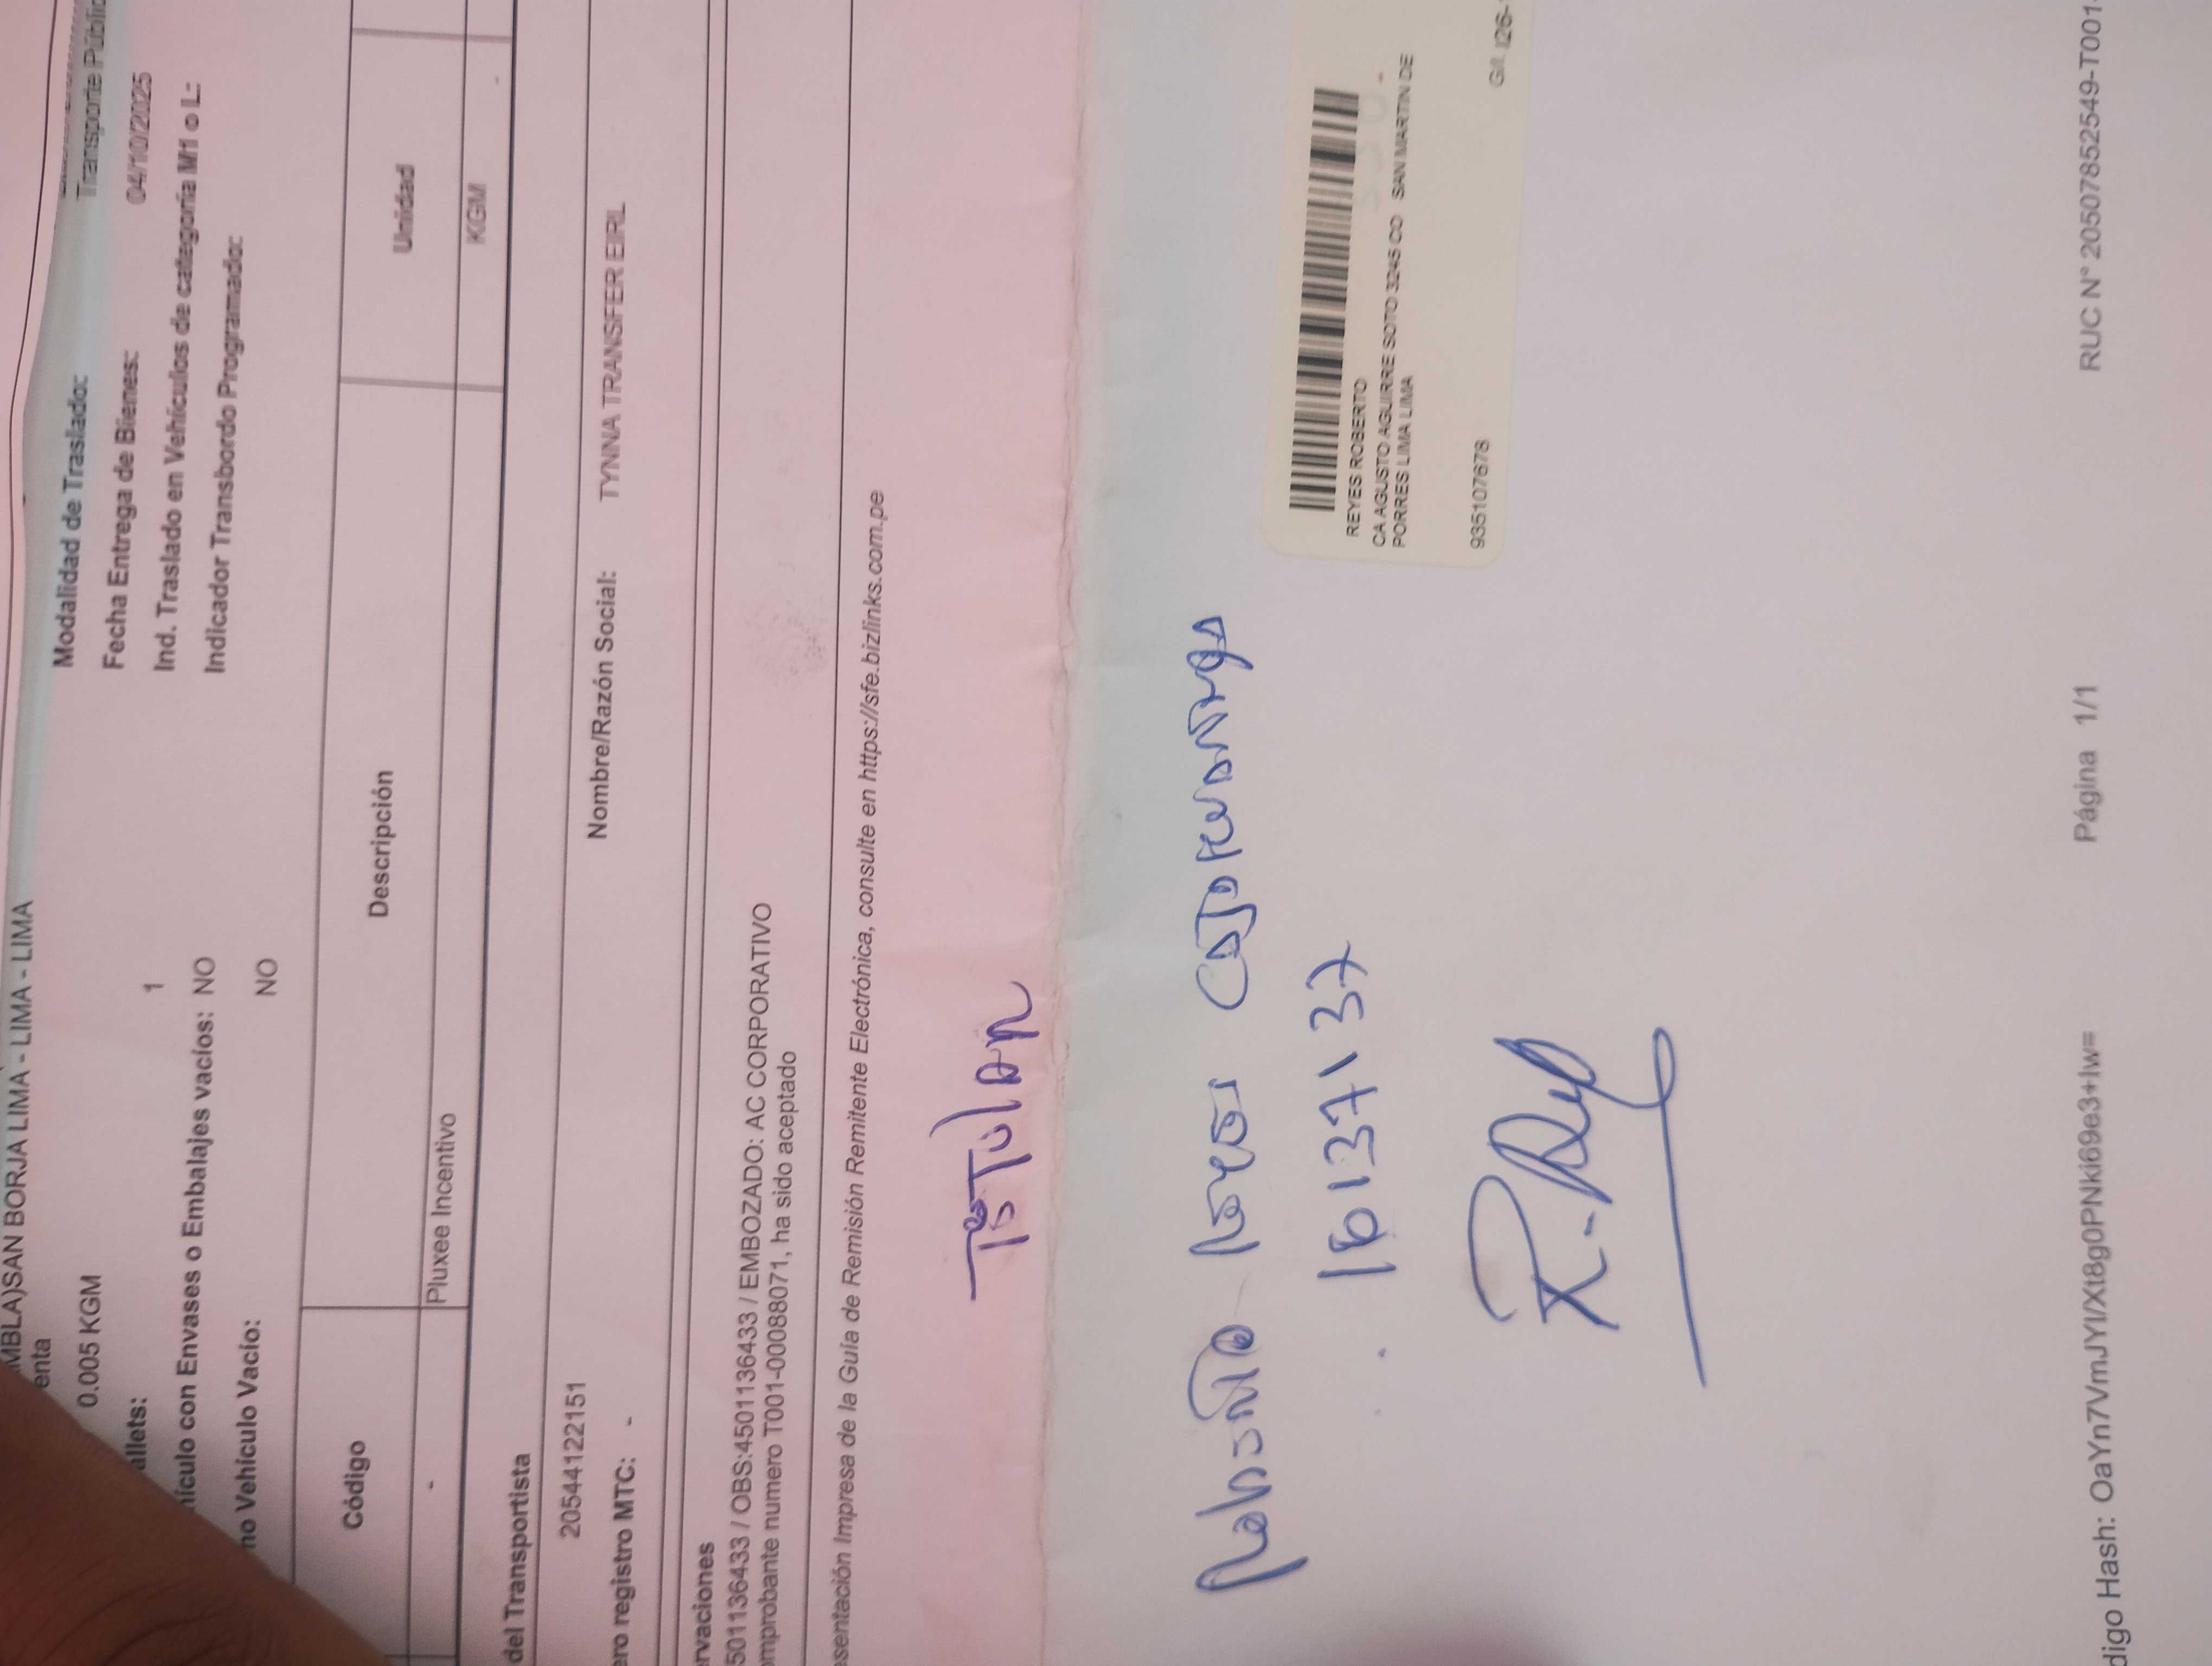 MBLA)SAN BORJA LIMA - LIMA - LIMA
enta
Modalidad de Traslado: Transporte Públic
0.005 KGM
Fecha Entrega de Bienes: 04/10/2025
allets: 1
Ind. Traslado en Vehículos de categoría M1 o L:
hículo con Envases o Embalajes vacíos: NO
Indicador Transbordo Programado:
no Vehículo Vacío: NO
Código Descripción Unidad
- Pluxee Incentivo KGM -
del Transportista
20544122151 Nombre/Razón Social: TYNNA TRANSFER EIRL
ero registro MTC: -
rvaciones
501136433 / OBS:4501136433 / EMBOZADO: AC CORPORATIVO
omprobante numero T001-00088071, ha sido aceptado
esentación Impresa de la Guía de Remisión Remitente Electrónica, consulte en https://sfe.bizlinks.com.pe
TiTulAR
Roberto Reyes
16137137
R. Rey
REYES ROBERTO
CA AGUSTO AGUIRRE SOTO 3245 CO SAN MARTIN DE
PORRES LIMA LIMA
935107678
digo Hash: OaYn7VmJYl/Xt8g0PNki69e3+lw= Página 1/1 RUC N° 20507852549-T001-